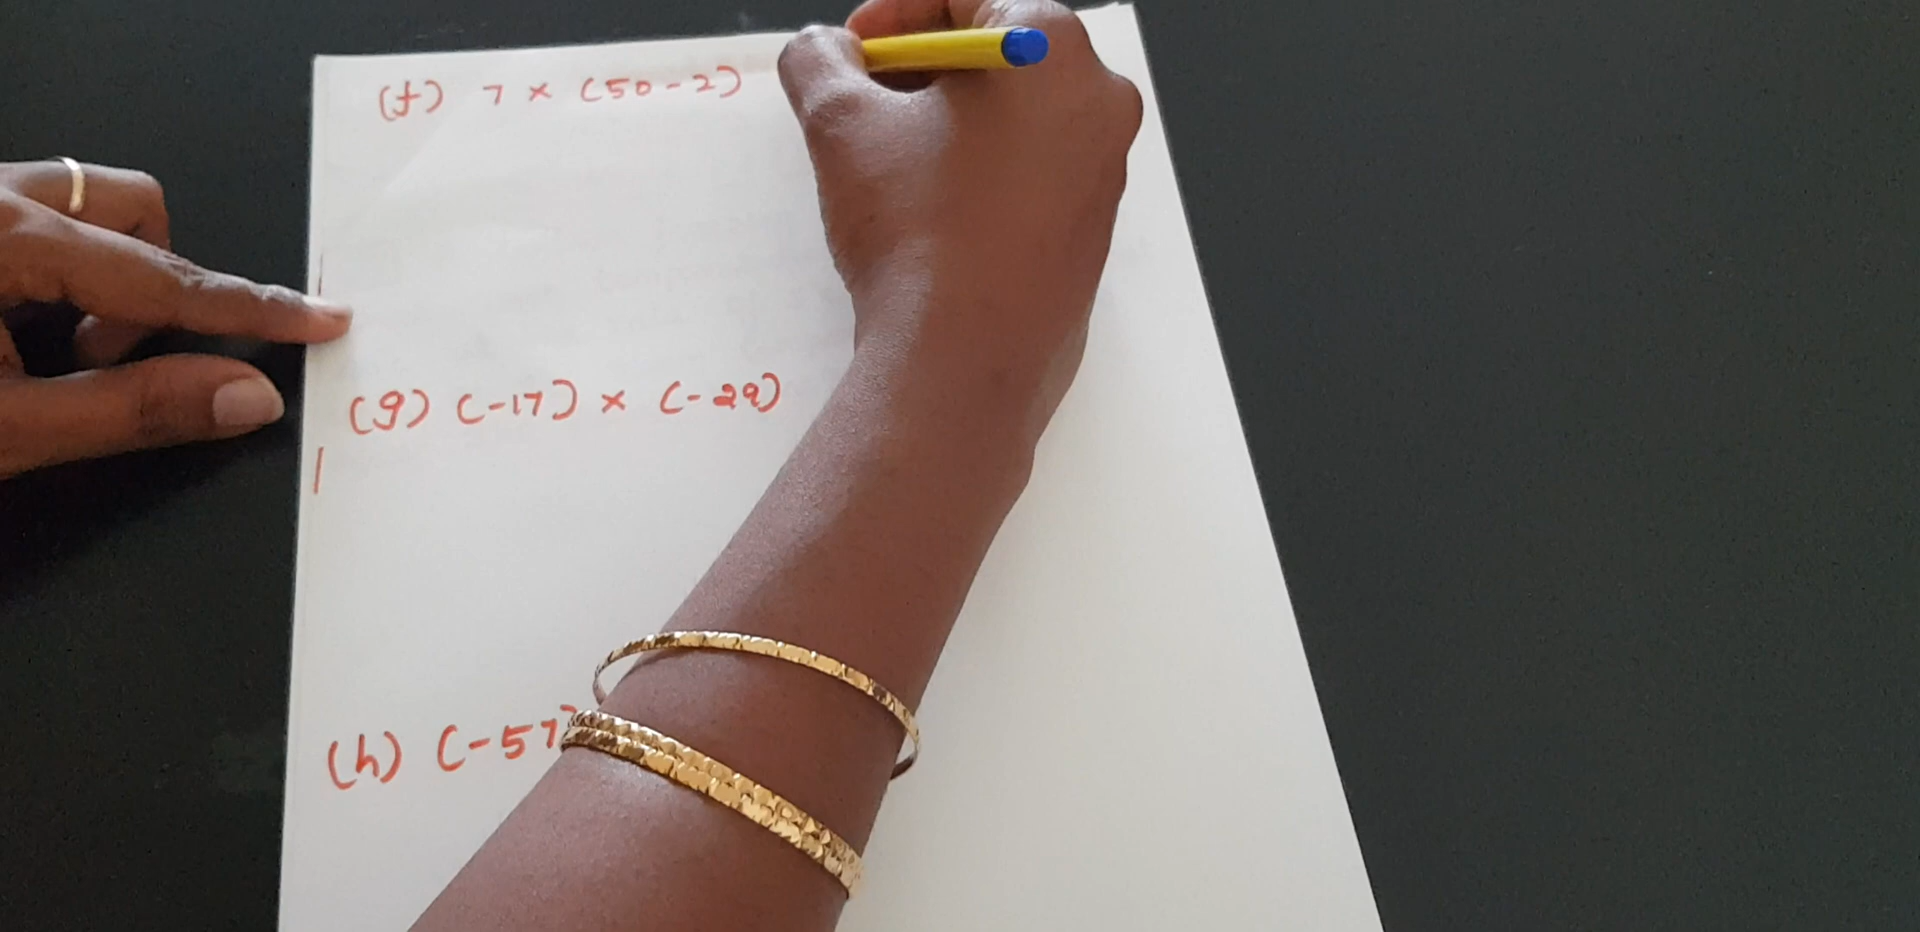 (f) 7 × (50-2)
(g) (-17) × (-29)
(h) (-57)